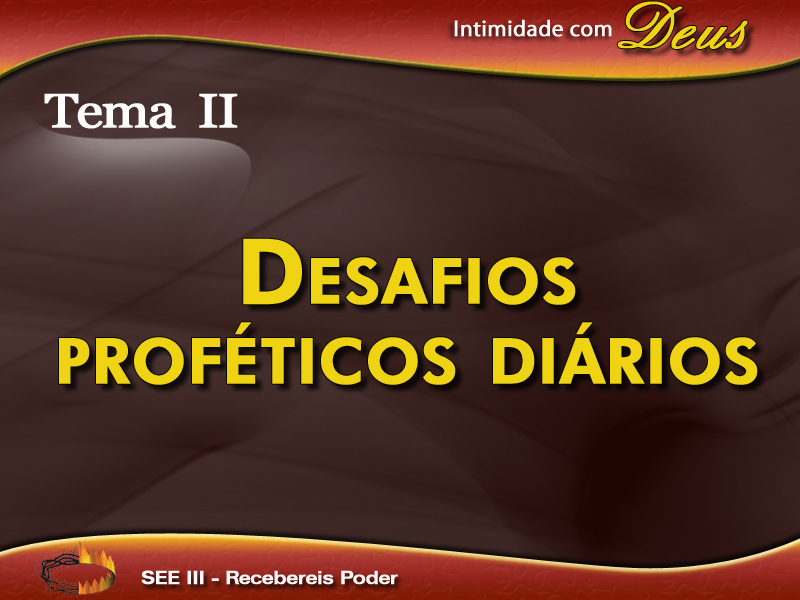 Intimidade com Deus
Tema II
DESAFIOS
PROFÉTICOS DIÁRIOS
SEE III - Recebereis Poder